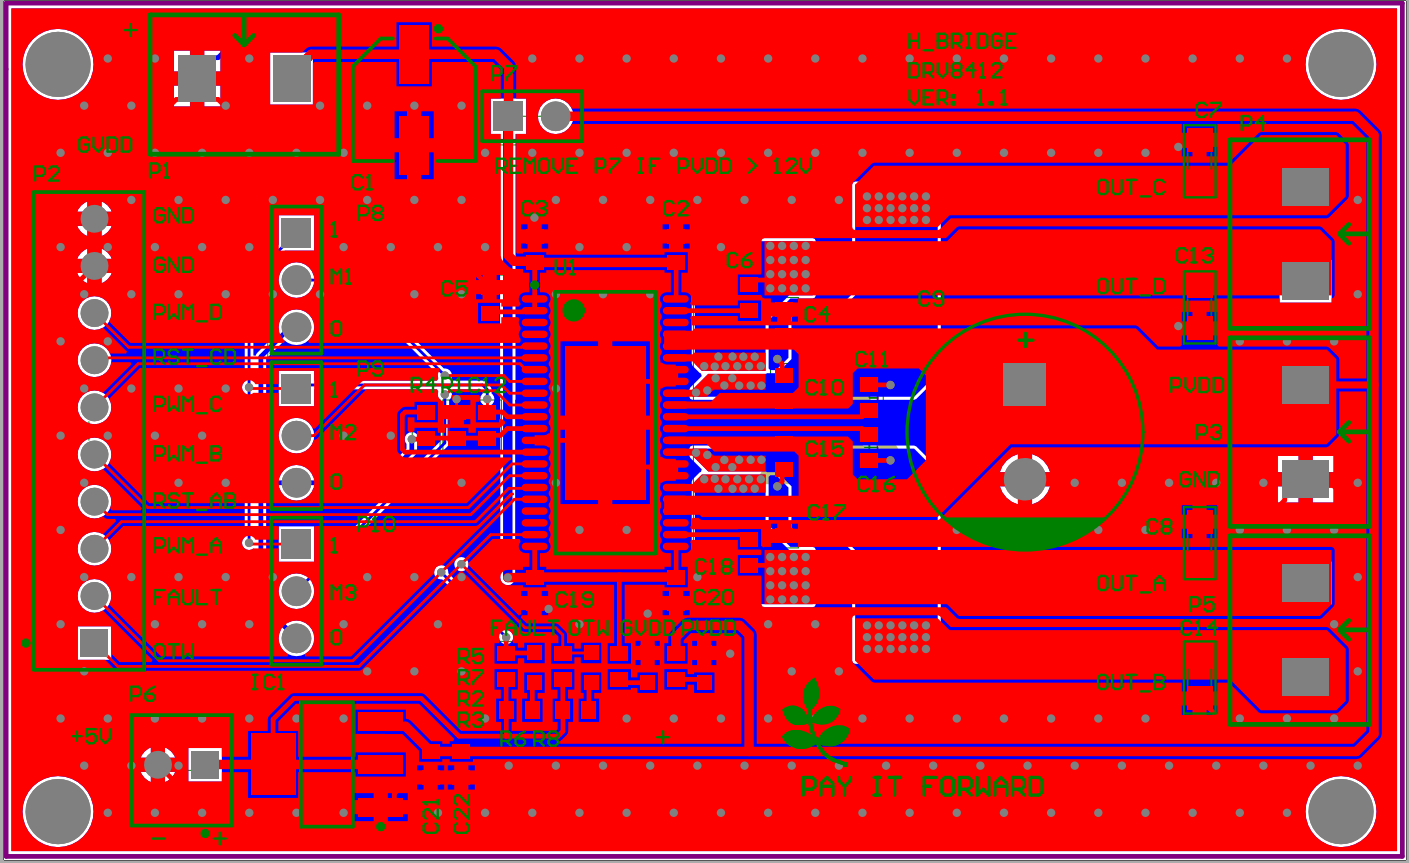 +
H_BRIDGE
DRV8412
VER: 1.1
P7
C7
P4
GVDD
P2
P1
C1
REMOVE P7 IF PVDD > 12V
OUT_C
GND
P8
C3
C2
1
GND
M1
U1
C6
C13
C5
OUT_D
PWM_D
0
C4
C9
+
RST_CD
P9
C11
1
R4
C10
PVDD
PWM_C
M2
P3
PWM_B
C15
0
C16
GND
RST_AB
P10
C17
C8
PWM_A
1
C18
OUT_A
FAULT
M3
C19
C20
P5
FAULT
OTW
GVDD
PVDD
C14
0
OTW
R5
R7
IC1
OUT_B
P6
R2
R3
+5V
R6
R8
+
PAY IT FORWARD
C21
C22
-
+